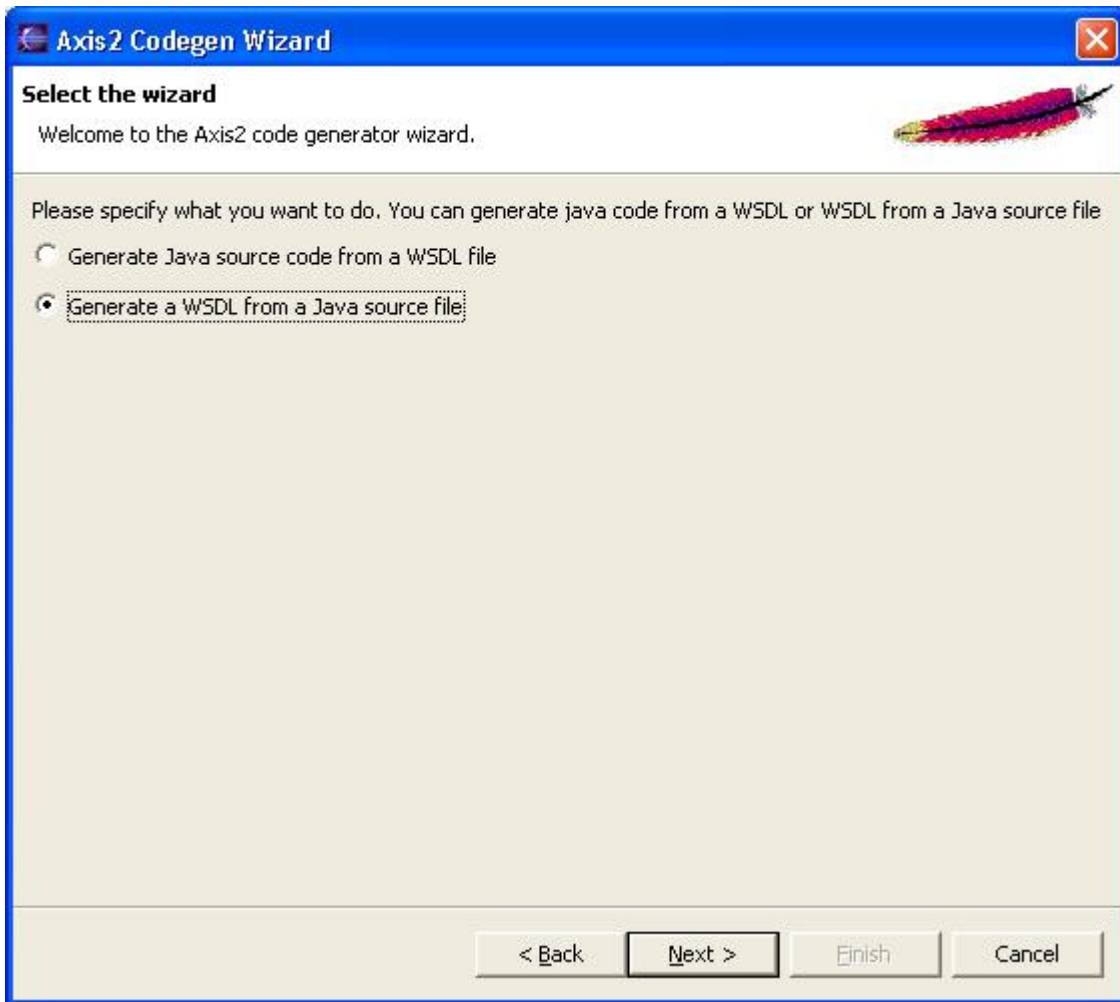 Axis2 Codegen Wizard
Select the wizard
Welcome to the Axis2 code generator wizard.
Please specify what you want to do. You can generate java code from a WSDL or WSDL from a Java source file
Generate Java source code from a WSDL file
Generate a WSDL from a Java source file
< Back Next > Finish Cancel